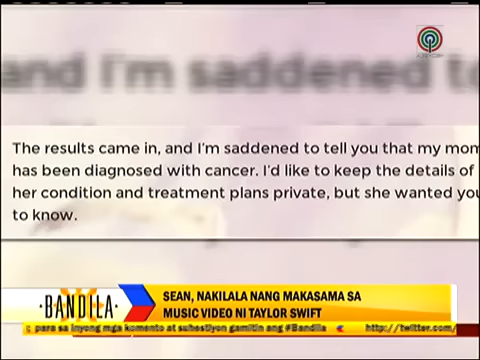 and I'm saddened to
The results came in, and I'm saddened to tell you that my mom
has been diagnosed with cancer. I'd like to keep the details of
her condition and treatment plans private, but she wanted you
to know.
SEAN, NAKILALA NANG MAKASAMA SA
BANDILA
MUSIC VIDEO NI TAYLOR SWIFT
para sa inyong mga komento at suhestiyon gamitin ang #Bandila http://twitter.com/